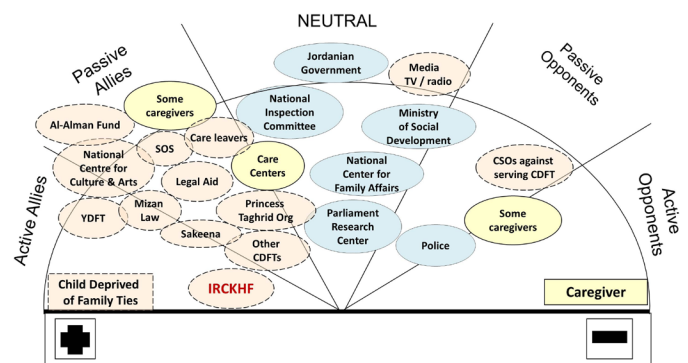 NEUTRAL
Passive
Allies
Passive
Opponents
Active Allies
Active
Opponents
Jordanian
Government
Media
TV / radio
Some
caregivers
National
Inspection
Committee
Ministry
of Social
Development
Al-Alman Fund
SOS
Care leavers
National
Centre for
Culture & Arts
Care
Centers
National
Center for
Family Affairs
CSOs against
serving CDFT
Legal Aid
YDFT
Mizan
Law
Princess
Taghrid Org
Parliament
Research
Center
Some
caregivers
Sakeena
Other
CDFTs
Police
Child Deprived
of Family Ties
IRCKHF
Caregiver